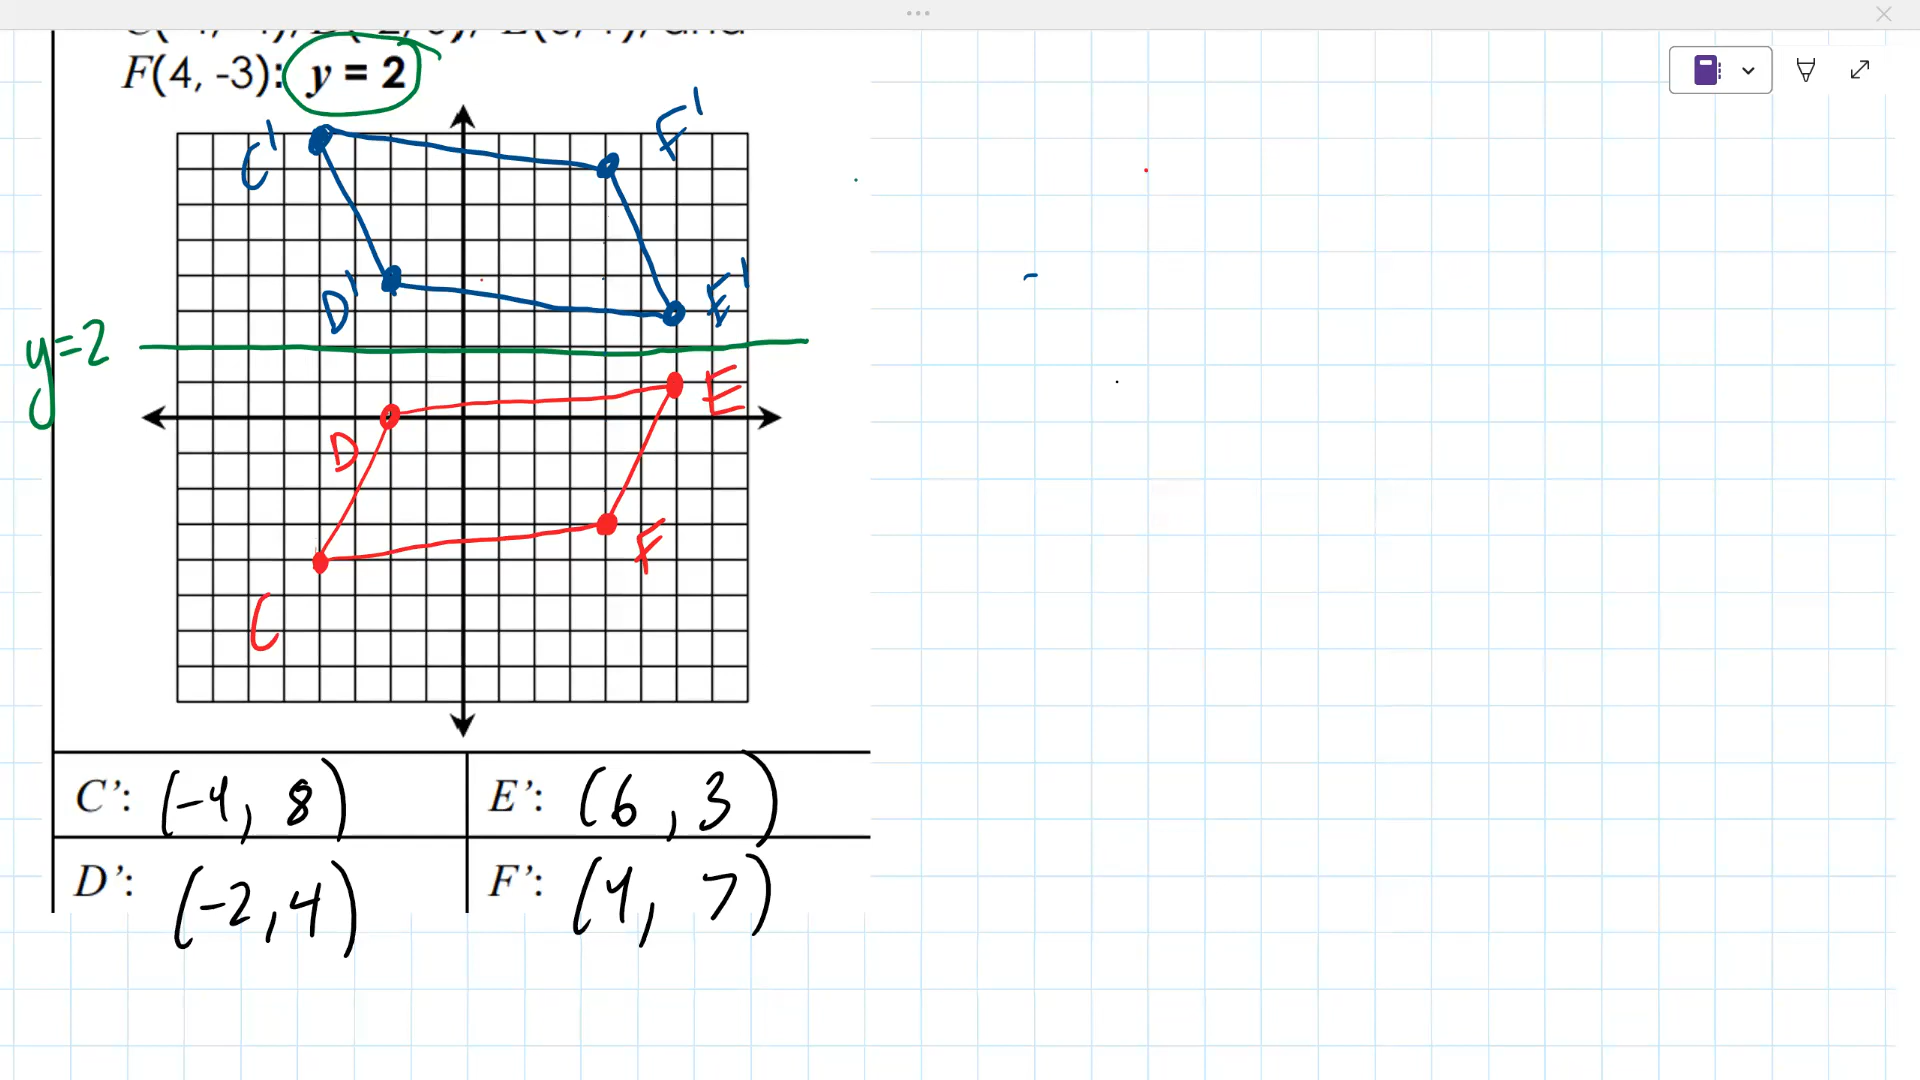 F(4, -3): y = 2
C'
F'
D'
E'
y=2
E
D
F
C
C’: (-4, 8)
E’: (6, 3)
D’: (-2,4)
F’: (4, 7)